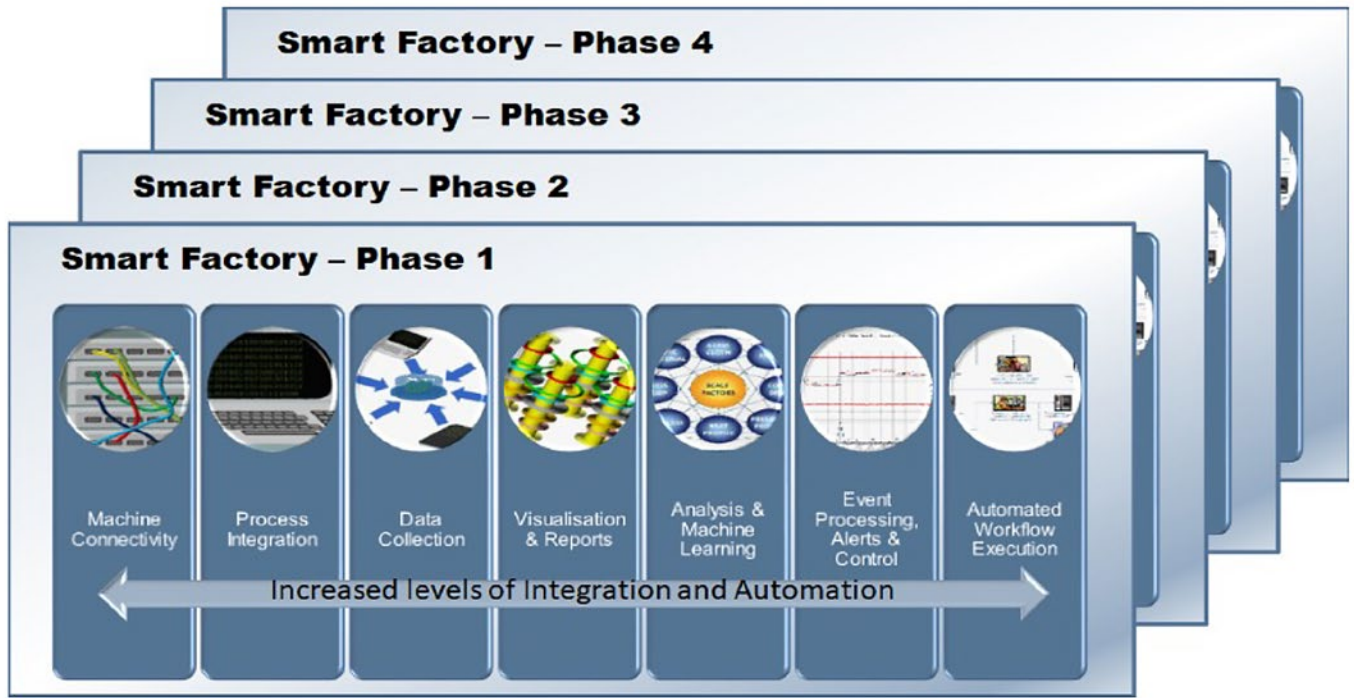 Smart Factory – Phase 4
Smart Factory – Phase 3
Smart Factory – Phase 2
Smart Factory – Phase 1
SCALE
FACTORS
Machine
Connectivity
Process
Integration
Data
Collection
Visualisation
& Reports
Analysis &
Machine
Learning
Event
Processing,
Alerts &
Control
Automated
Workflow
Execution
Increased levels of Integration and Automation